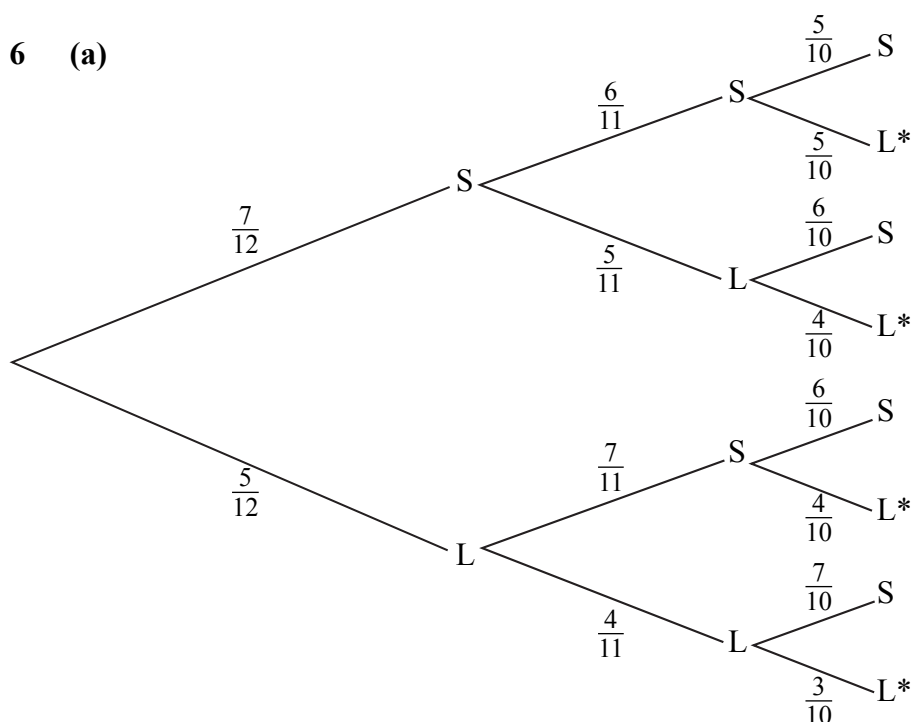 6 (a)
5/10 S
6/11 S
5/10 L*
7/12 S
6/10 S
5/11 L
4/10 L*
6/10 S
7/11 S
4/10 L*
5/12 L
7/10 S
4/11 L
3/10 L*